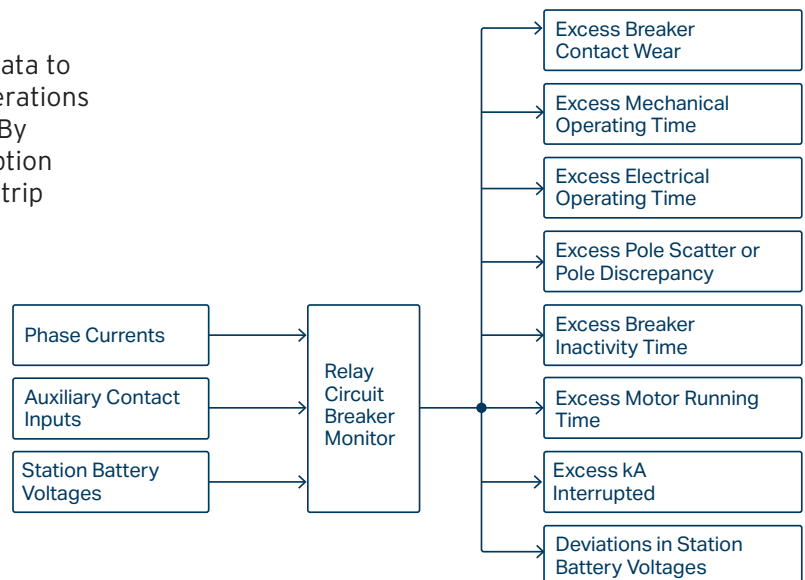 ata to
erations
By
otion
trip
Phase Currents
Auxiliary Contact
Inputs
Station Battery
Voltages
Relay
Circuit
Breaker
Monitor
Excess Breaker
Contact Wear
Excess Mechanical
Operating Time
Excess Electrical
Operating Time
Excess Pole Scatter or
Pole Discrepancy
Excess Breaker
Inactivity Time
Excess Motor Running
Time
Excess kA
Interrupted
Deviations in Station
Battery Voltages